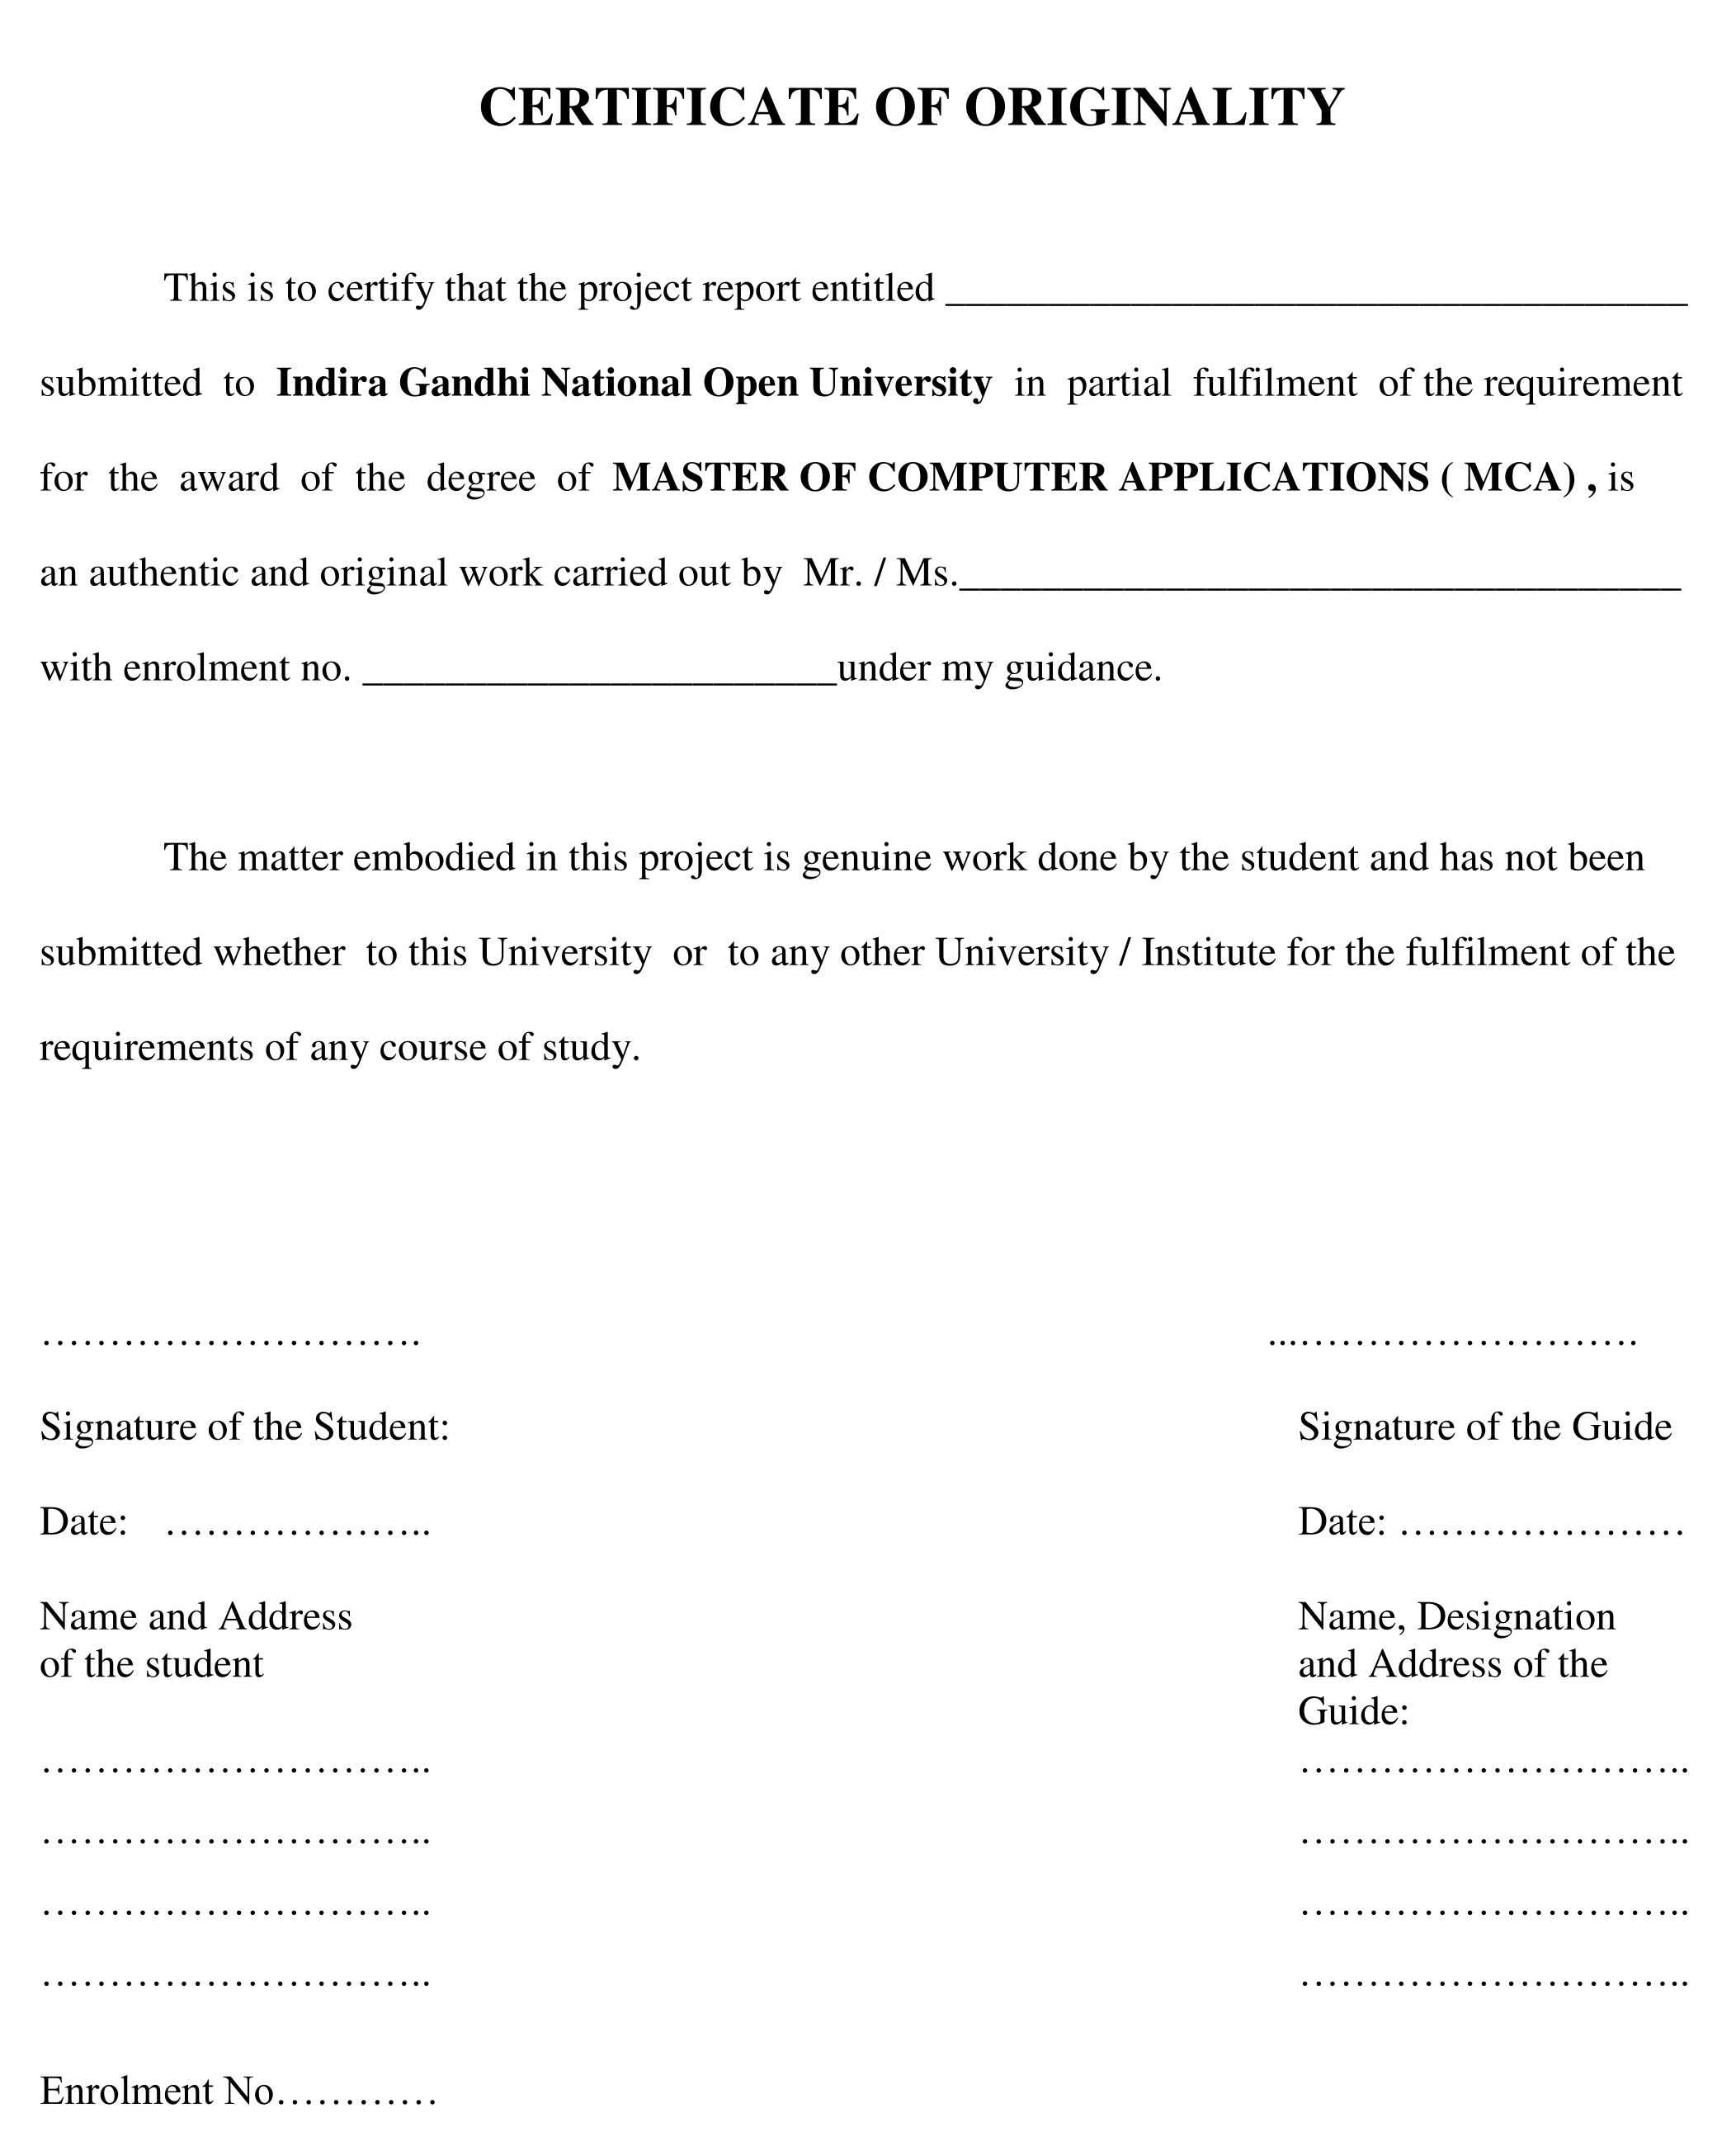 CERTIFICATE OF ORIGINALITY
This is to certify that the project report entitled ____________________________________
submitted to Indira Gandhi National Open University in partial fulfilment of the requirement
for the award of the degree of MASTER OF COMPUTER APPLICATIONS ( MCA) , is
an authentic and original work carried out by Mr. / Ms.___________________________________
with enrolment no. _______________________under my guidance.
The matter embodied in this project is genuine work done by the student and has not been
submitted whether to this University or to any other University / Institute for the fulfilment of the
requirements of any course of study.
………………………. ...…………………….
Signature of the Student: Signature of the Guide
Date: ……………….. Date: …………………
Name and Address Name, Designation
of the student and Address of the
Guide:
……………………….. ………………………..
……………………….. ………………………..
……………………….. ………………………..
……………………….. ………………………..
Enrolment No…………